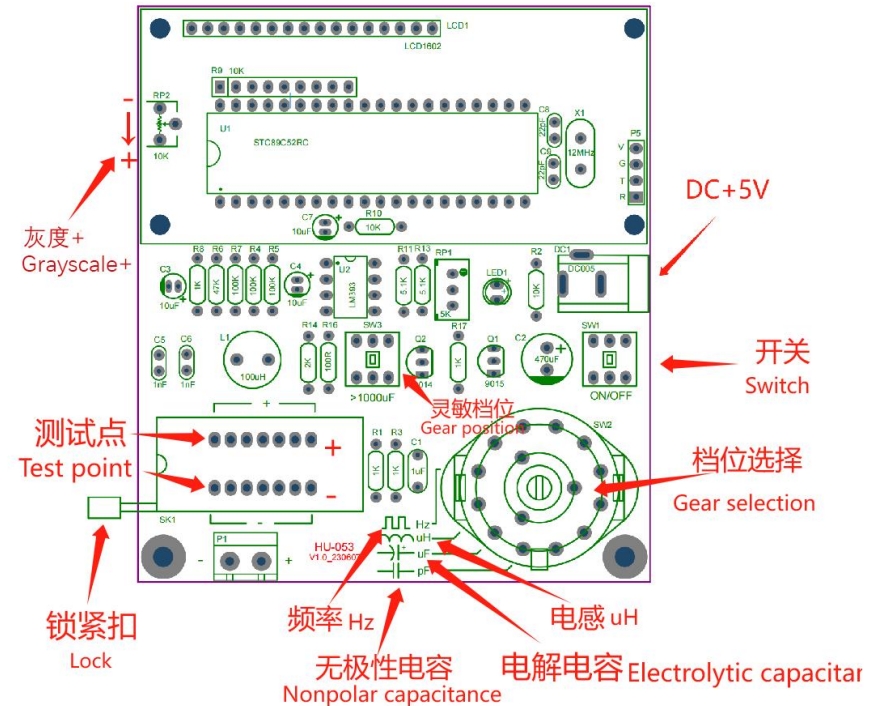 LCD1
LCD1602
R9 10K
RP2
-
+
10K
U1
STC89C52RC
C8
22pF
C9
22pF
X1
12MHz
P5
V
G
T
R
DC+5V
灰度+
Grayscale+
C7
10uF
+
R10
10K
R8
1K
R6
47K
R7
100K
R4
100K
R5
100K
C3
10uF
+
C4
10uF
+
U2
LM393
R11
5.1K
R13
5.1K
RP1
5K
LED1
R2
10K
DC1
DC005
C5
1nF
C6
1nF
L1
100uH
R14
2K
R16
100R
SW3
>1000uF
Q2
9014
R17
1K
Q1
9015
C2
470uF
+
SW1
ON/OFF
开关
Switch
灵敏档位
Gear position
测试点
Test point
+
+
-
-
SK1
R1
1K
R3
1K
C1
1uF
SW2
档位选择
Gear selection
P1
-
+
HU-053
V1.0_230607
Hz
uH
+
uF
pF
锁紧扣
Lock
频率 Hz
电感 uH
无极性电容
Nonpolar capacitance
电解电容 Electrolytic capacitar